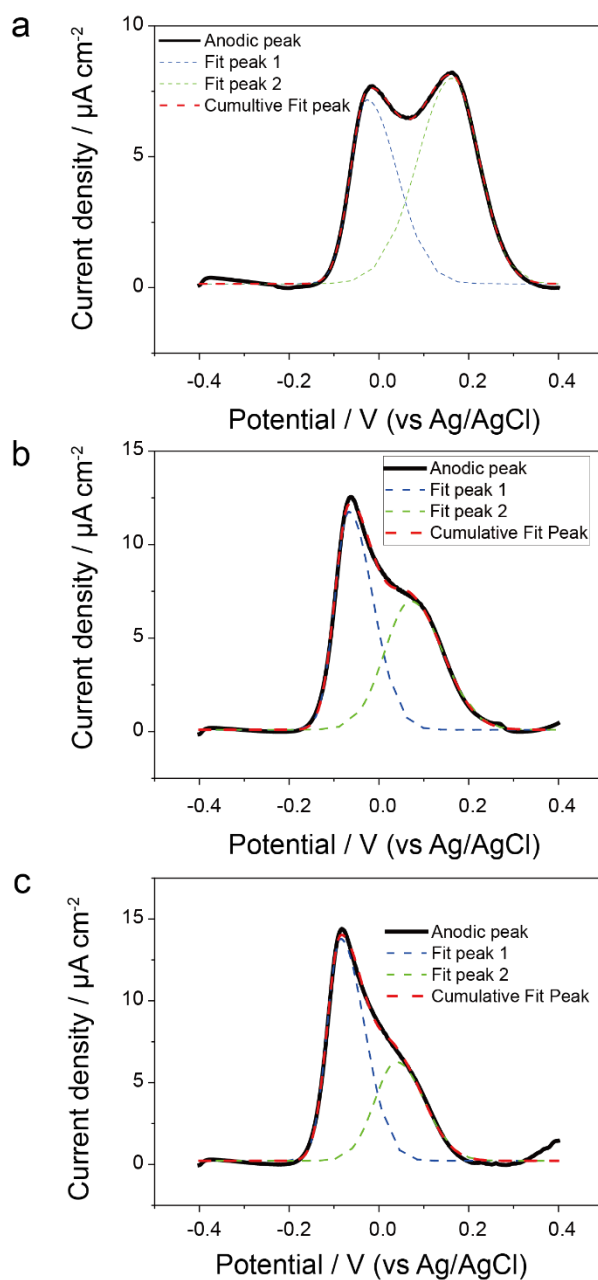 a
10
Anodic peak
Fit peak 1
Fit peak 2
Cumultive Fit peak
5
0
Current density / µA cm-2
-0.4 -0.2 0.0 0.2 0.4
Potential / V (vs Ag/AgCl)
b
15
Anodic peak
Fit peak 1
Fit peak 2
Cumulative Fit Peak
10
5
0
Current density / µA cm-2
-0.4 -0.2 0.0 0.2 0.4
Potential / V (vs Ag/AgCl)
c
15
Anodic peak
Fit peak 1
Fit peak 2
Cumulative Fit Peak
10
5
0
Current density / µA cm-2
-0.4 -0.2 0.0 0.2 0.4
Potential / V (vs Ag/AgCl)